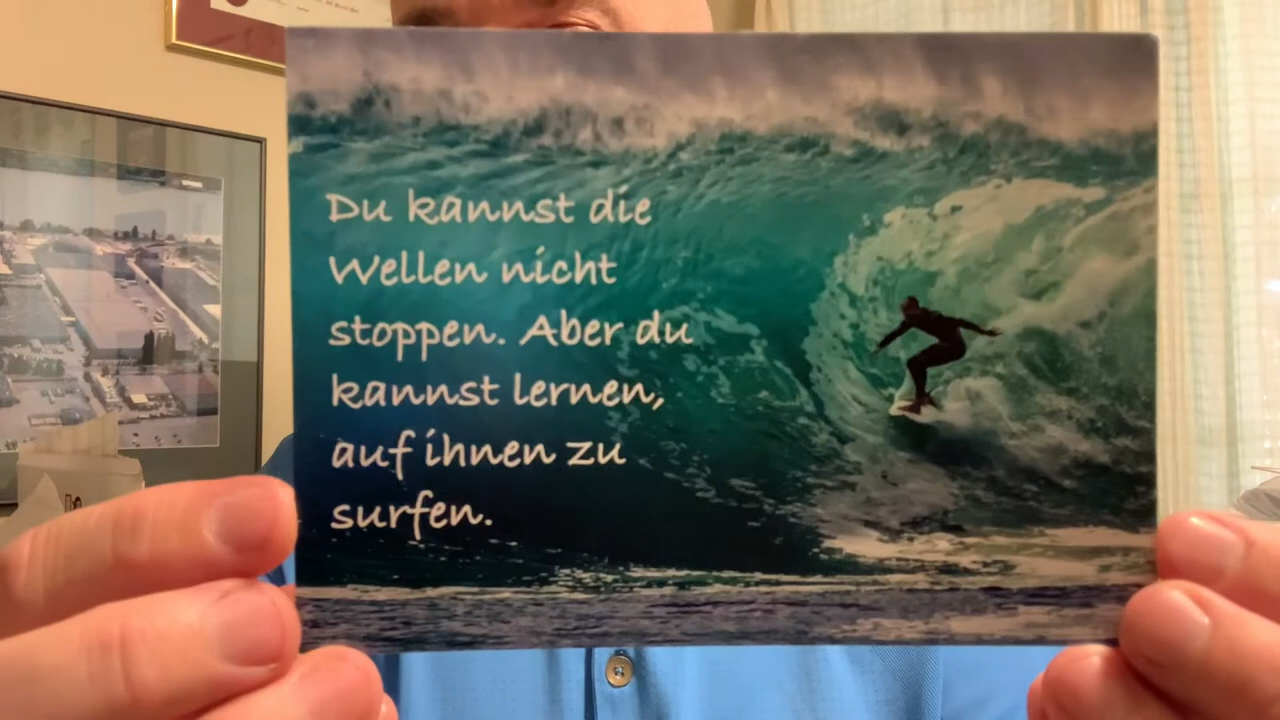 Du kannst die
Wellen nicht
stoppen. Aber du
kannst lernen,
auf ihnen zu
surfen.